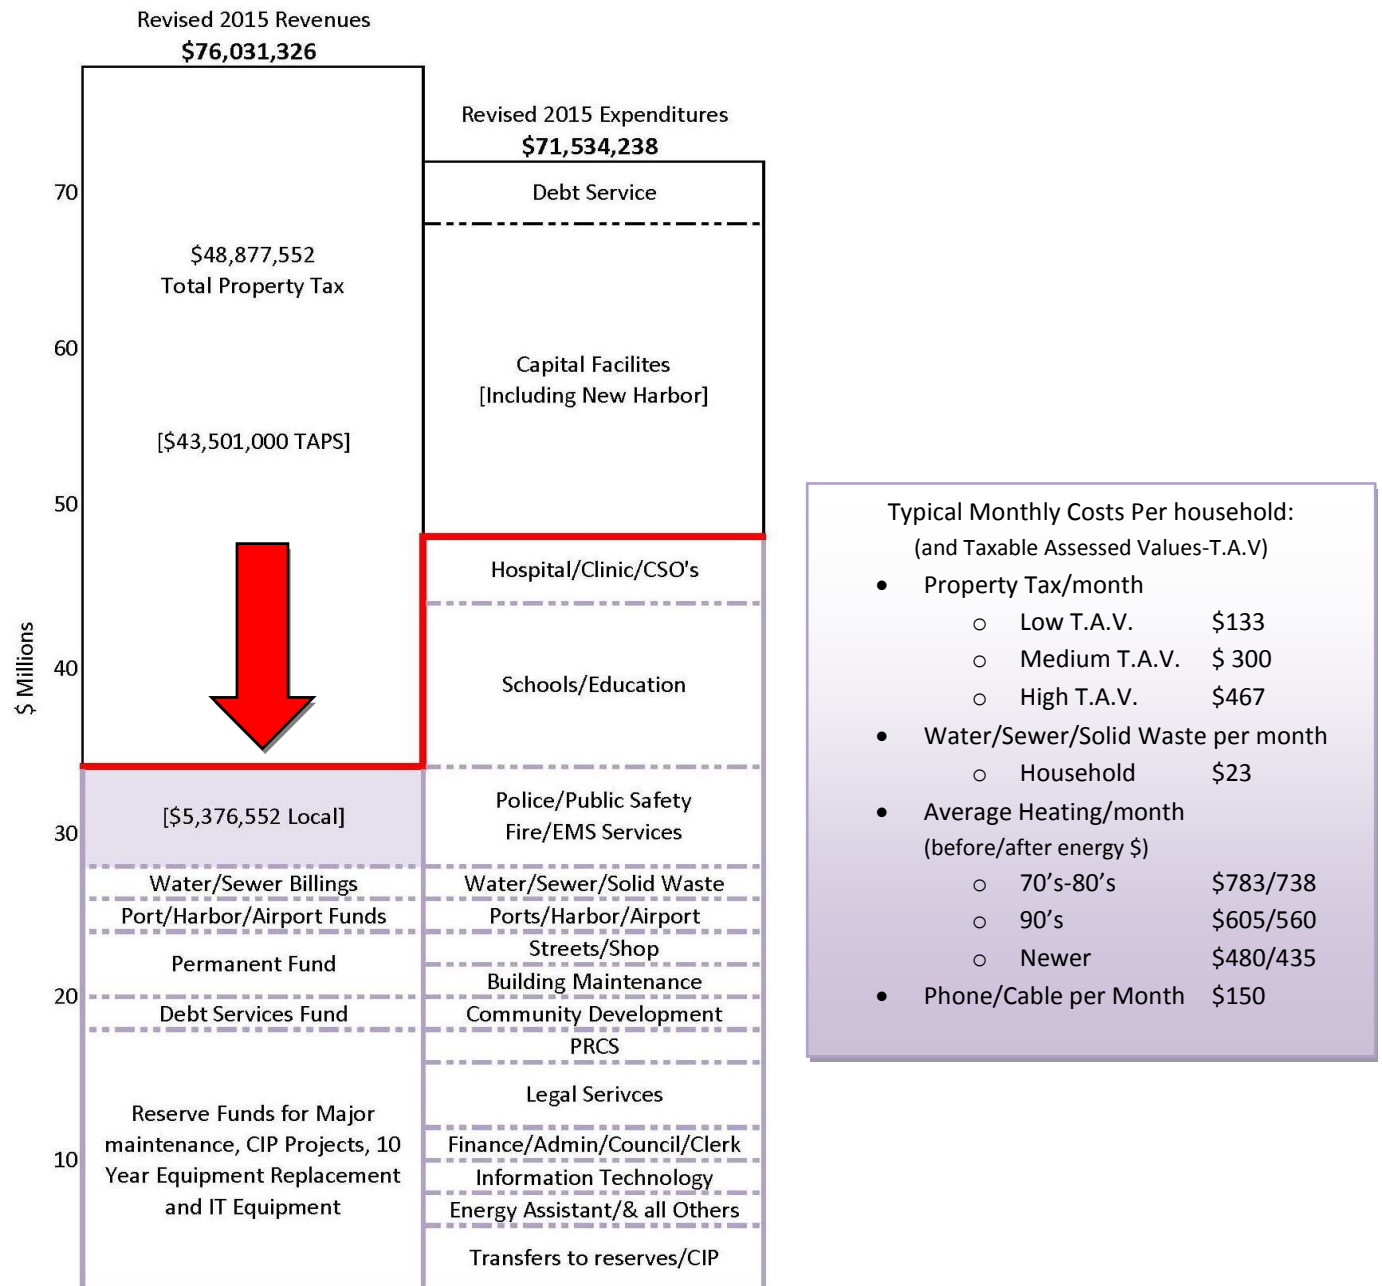 Revised 2015 Revenues
$76,031,326
Revised 2015 Expenditures
$71,534,238
$ Millions
70
60
50
40
30
20
10
$48,877,552
Total Property Tax
[$43,501,000 TAPS]
[$5,376,552 Local]
Water/Sewer Billings
Port/Harbor/Airport Funds
Permanent Fund
Debt Services Fund
Reserve Funds for Major
maintenance, CIP Projects, 10
Year Equipment Replacement
and IT Equipment
Debt Service
Capital Facilites
[Including New Harbor]
Hospital/Clinic/CSO's
Schools/Education
Police/Public Safety
Fire/EMS Services
Water/Sewer/Solid Waste
Ports/Harbor/Airport
Streets/Shop
Building Maintenance
Community Development
PRCS
Legal Serivces
Finance/Admin/Council/Clerk
Information Technology
Energy Assistant/& all Others
Transfers to reserves/CIP
Typical Monthly Costs Per household:
(and Taxable Assessed Values-T.A.V)
• Property Tax/month
o Low T.A.V. $133
o Medium T.A.V. $ 300
o High T.A.V. $467
• Water/Sewer/Solid Waste per month
o Household $23
• Average Heating/month
(before/after energy $)
o 70’s-80’s $783/738
o 90’s $605/560
o Newer $480/435
• Phone/Cable per Month $150